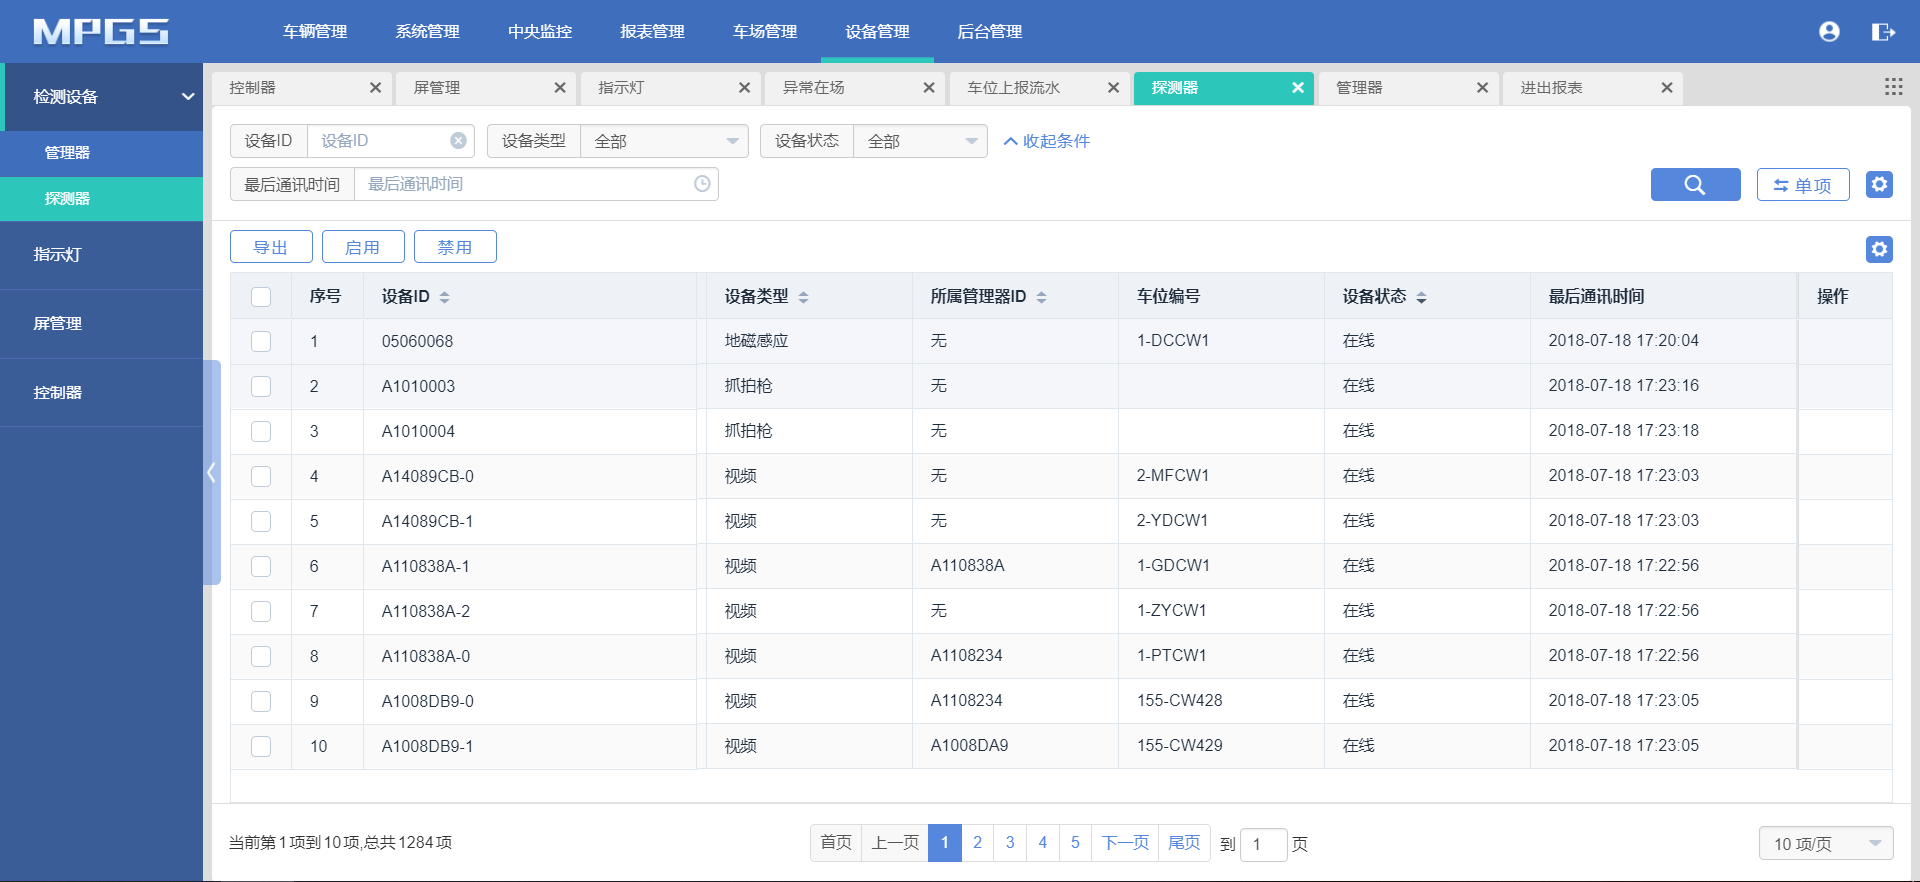 MPGS 车辆管理 系统管理 中央监控 报表管理 车场管理 设备管理 后台管理
检测设备
管理器
探测器
指示灯
屏管理
控制器
控制器 屏管理 指示灯 异常在场 车位上报流水 探测器 管理器 进出报表
设备ID 设备ID 设备类型 全部 设备状态 全部 收起条件
最后通讯时间 最后通讯时间 单项
导出 启用 禁用
序号 设备ID 设备类型 所属管理器ID 车位编号 设备状态 最后通讯时间 操作
1 05060068 地磁感应 无 1-DCCW1 在线 2018-07-18 17:20:04
2 A1010003 抓拍枪 无 在线 2018-07-18 17:23:16
3 A1010004 抓拍枪 无 在线 2018-07-18 17:23:18
4 A14089CB-0 视频 无 2-MFCW1 在线 2018-07-18 17:23:03
5 A14089CB-1 视频 无 2-YDCW1 在线 2018-07-18 17:23:03
6 A110838A-1 视频 A110838A 1-GDCW1 在线 2018-07-18 17:22:56
7 A110838A-2 视频 无 1-ZYCW1 在线 2018-07-18 17:22:56
8 A110838A-0 视频 A1108234 1-PTCW1 在线 2018-07-18 17:22:56
9 A1008DB9-0 视频 A1108234 155-CW428 在线 2018-07-18 17:23:05
10 A1008DB9-1 视频 A1008DA9 155-CW429 在线 2018-07-18 17:23:05
当前第1项到10项,总共1284项 首页 上一页 1 2 3 4 5 下一页 尾页 到 1 页 10 项/页